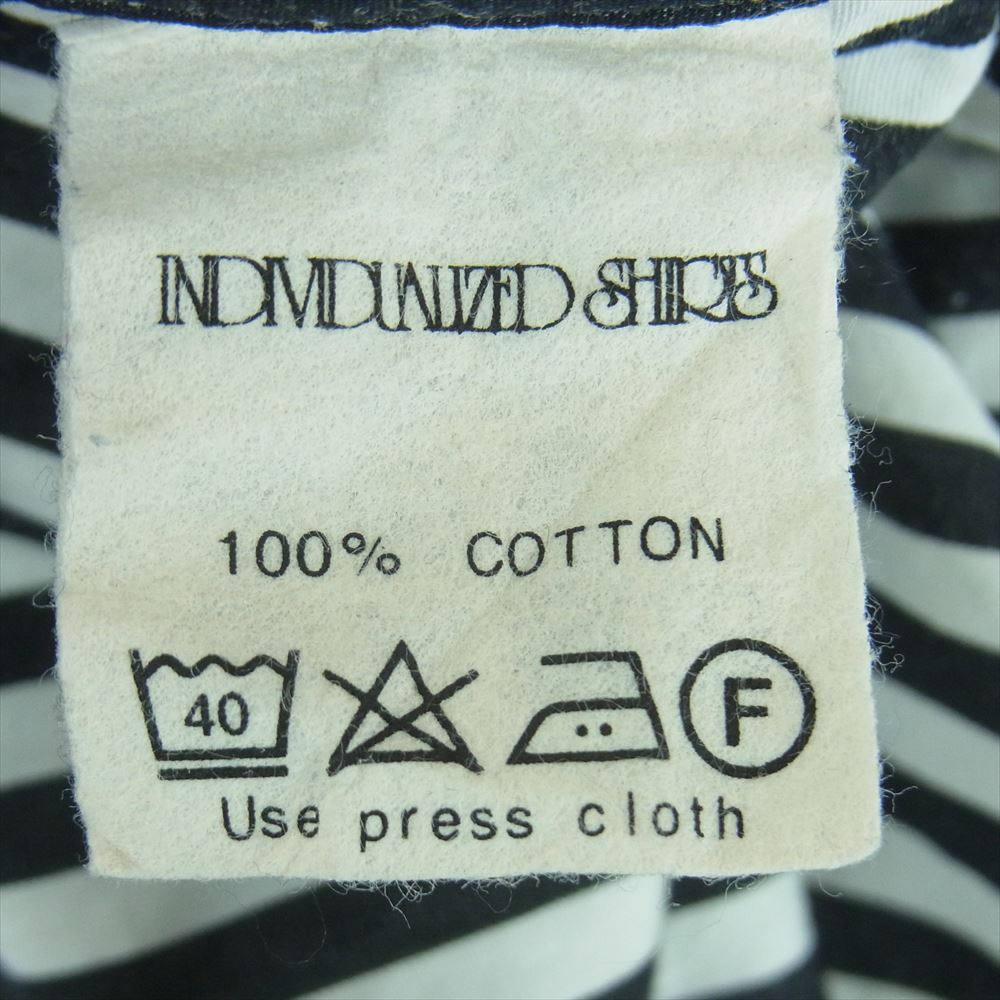 INDIVIDUALIZED SHIRTS
100% COTTON
40 F
Use press cloth